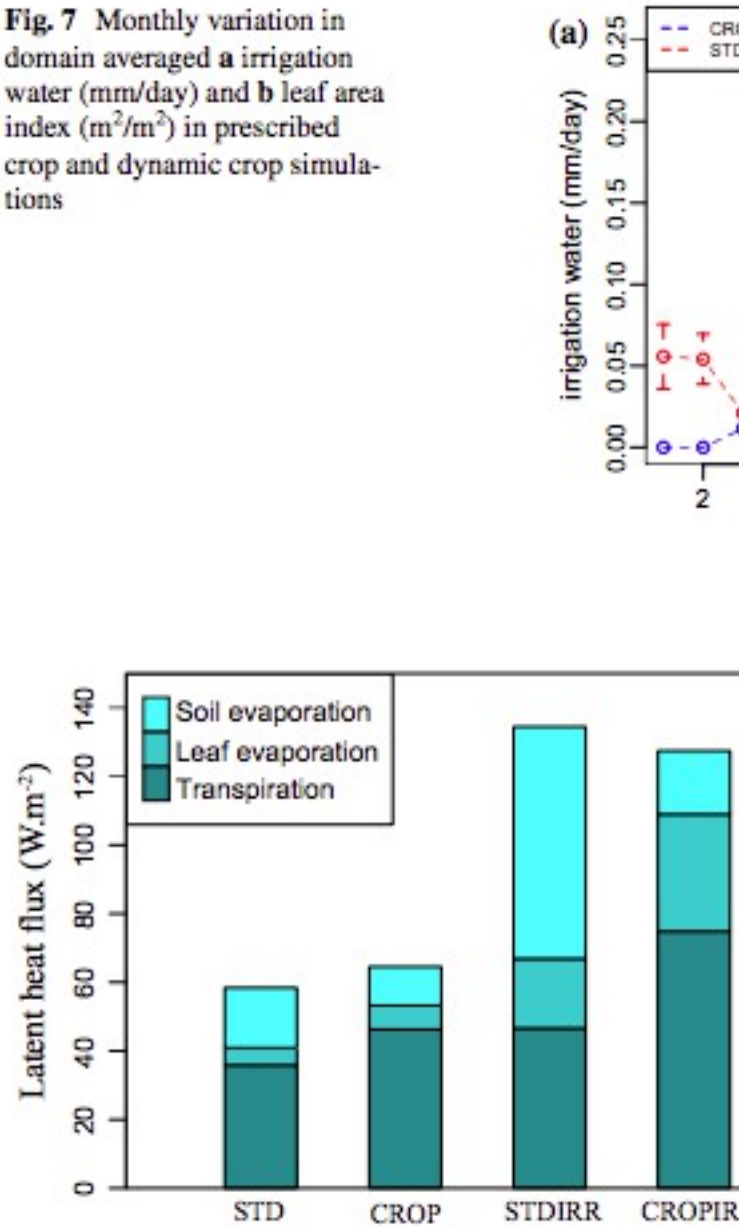 Fig. 7 Monthly variation in
domain averaged a irrigation
water (mm/day) and b leaf area
index (m²/m²) in prescribed
crop and dynamic crop simula-
tions
(a)
CRO
STD
irrigation water (mm/day)
0.25
0.20
0.15
0.10
0.05
0.00
2
Soil evaporation
Leaf evaporation
Transpiration
Latent heat flux (W.m⁻²)
140
120
100
80
60
40
20
0
STD CROP STDIRR CROPIR